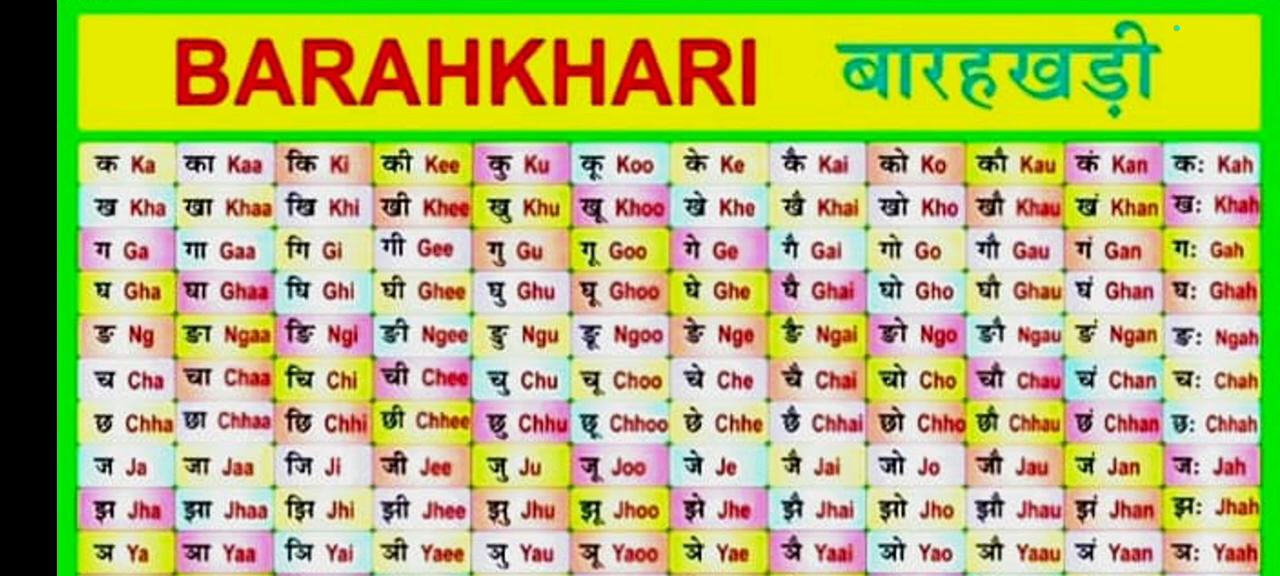 BARAHKHARI बारहखड़ी
क Ka का Kaa कि Ki की Kee कु Ku कू Koo के Ke कै Kai को Ko कौ Kau कं Kan क: Kah
ख Kha खा Khaa खि Khi खी Khee खु Khu खू Khoo खे Khe खै Khai खो Kho खौ Khau खं Khan ख: Khah
ग Ga गा Gaa गि Gi गी Gee गु Gu गू Goo गे Ge गै Gai गो Go गौ Gau गं Gan ग: Gah
घ Gha घा Ghaa घि Ghi घी Ghee घु Ghu घू Ghoo घे Ghe घै Ghai घो Gho घौ Ghau घं Ghan घ: Ghah
ङ Ng ङा Ngaa ङि Ngi ङी Ngee ङु Ngu ङू Ngoo ङे Nge ङै Ngai ङो Ngo ङौ Ngau ङं Ngan ङ: Ngah
च Cha चा Chaa चि Chi ची Chee चु Chu चू Choo चे Che चै Chai चो Cho चौ Chau चं Chan च: Chah
छ Chha छा Chhaa छि Chhi छी Chhee छु Chhu छू Chhoo छे Chhe छै Chhai छो Chho छौ Chhau छं Chhan छ: Chhah
ज Ja जा Jaa जि Ji जी Jee जु Ju जू Joo जे Je जै Jai जो Jo जौ Jau जं Jan ज: Jah
झ Jha झा Jhaa झि Jhi झी Jhee झु Jhu झू Jhoo झे Jhe झै Jhai झो Jho झौ Jhau झं Jhan झ: Jhah
ञ Ya ञा Yaa ञि Yai ञी Yaee ञु Yau ञू Yaoo ञे Yae ञै Yaai ञो Yao ञौ Yaau ञं Yaan ञ: Yaah